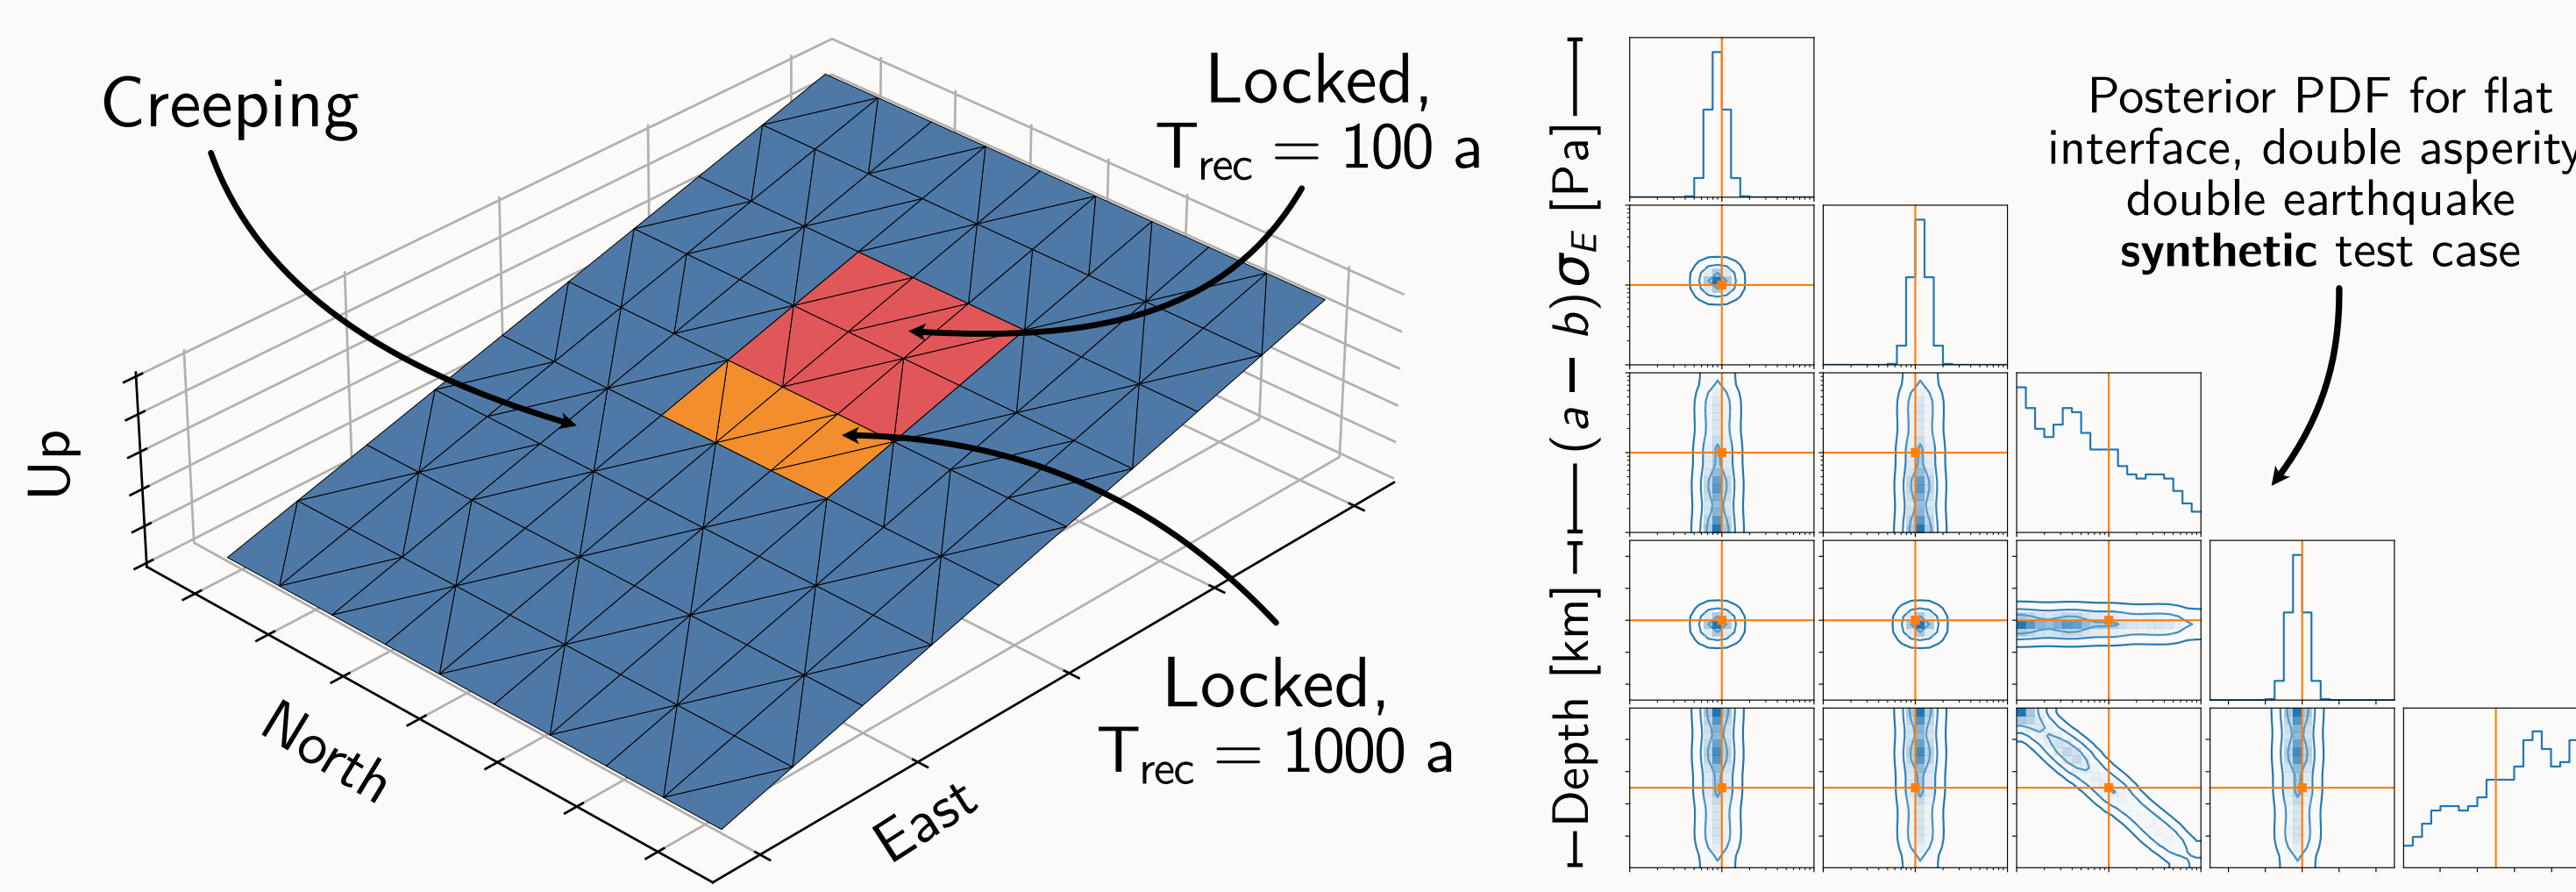 Creeping
Locked,
T_rec = 100 a
Up
North
East
Locked,
T_rec = 1000 a
(a − b)σ_E [Pa]
Depth [km]
Posterior PDF for flat
interface, double asperity
double earthquake
synthetic test case